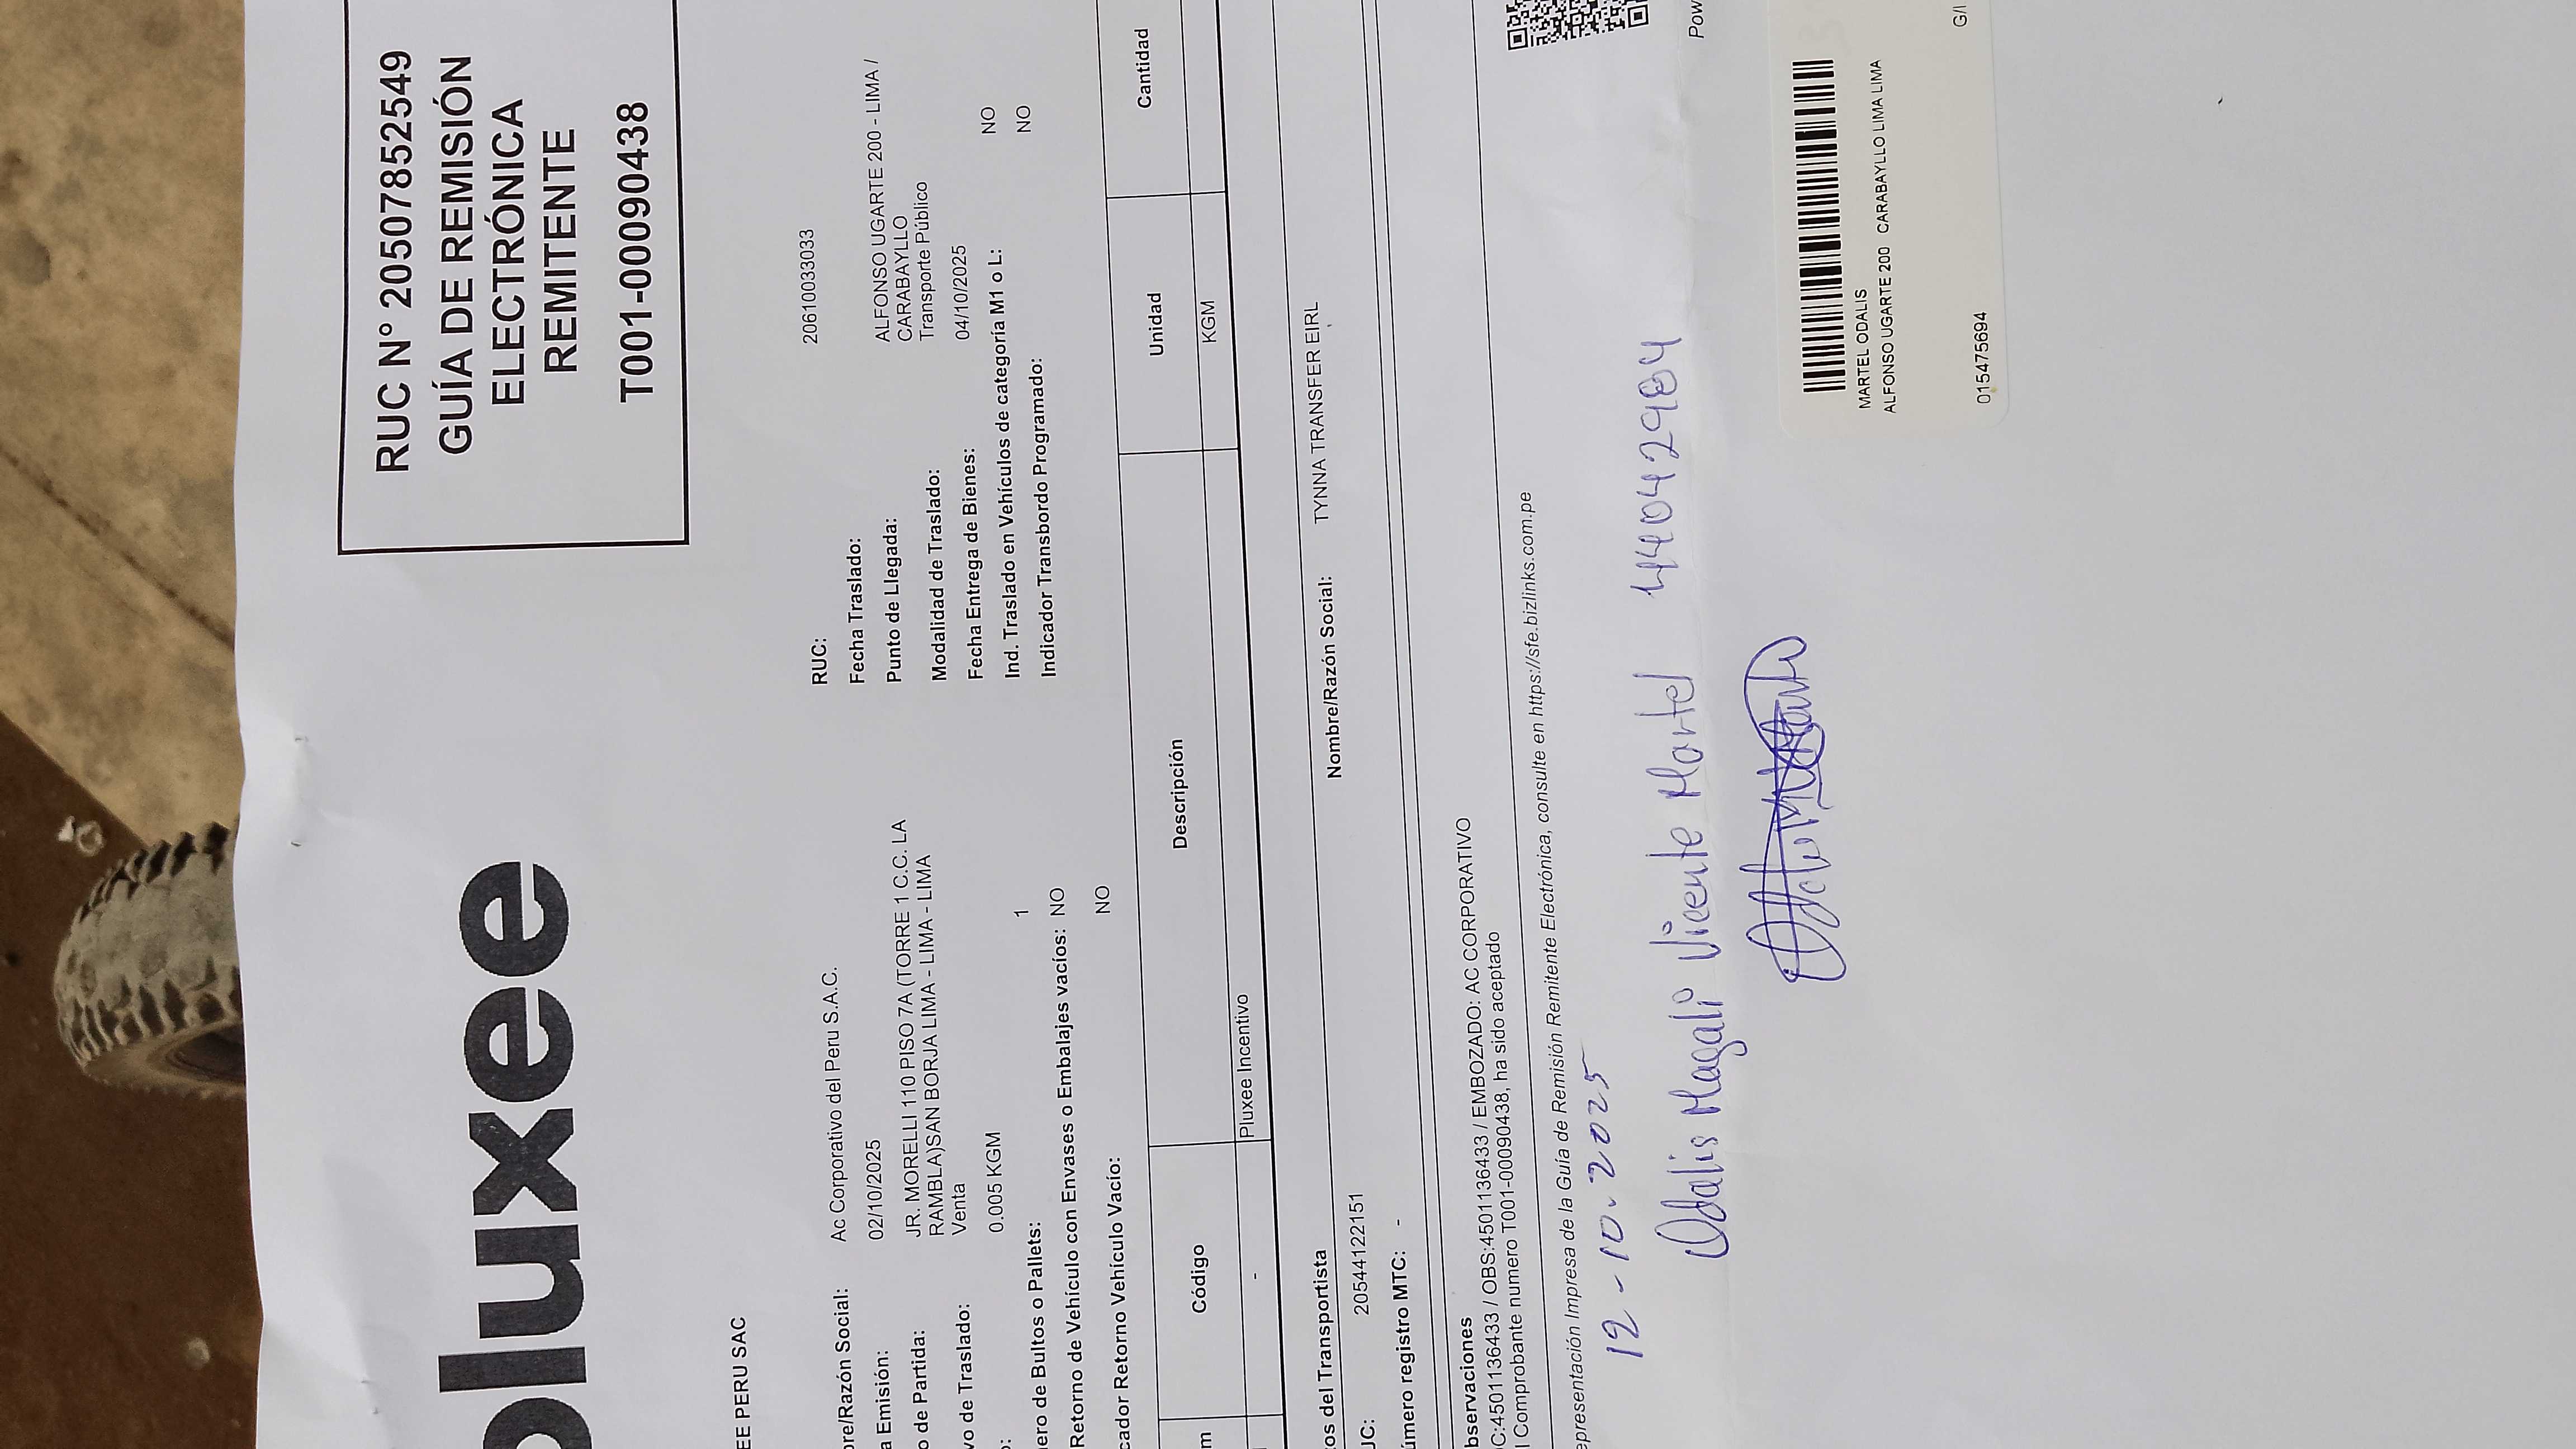 pluxee
RUC N° 20507852549
GUÍA DE REMISIÓN
ELECTRÓNICA
REMITENTE
T001-00090438
EE PERU SAC
bre/Razón Social: Ac Corporativo del Peru S.A.C. RUC: 20610033033
a Emisión: 02/10/2025 Fecha Traslado:
o de Partida: JR. MORELLI 110 PISO 7A (TORRE 1 C.C. LA
RAMBLA)SAN BORJA LIMA - LIMA - LIMA
Punto de Llegada: ALFONSO UGARTE 200 - LIMA /
CARABAYLLO
vo de Traslado: Venta Modalidad de Traslado: Transporte Público
o: 0.005 KGM Fecha Entrega de Bienes: 04/10/2025
ero de Bultos o Pallets: 1 Ind. Traslado en Vehículos de categoría M1 o L: NO
Retorno de Vehículo con Envases o Embalajes vacíos: NO Indicador Transbordo Programado: NO
cador Retorno Vehículo Vacio: NO
m Código Descripción Unidad Cantidad
- Pluxee Incentivo KGM
os del Transportista
UC: 20544122151 Nombre/Razón Social: TYNNA TRANSFER EIRL
úmero registro MTC: -
bservaciones
C:4501136433 / OBS:4501136433 / EMBOZADO: AC CORPORATIVO
l Comprobante numero T001-00090438, ha sido aceptado
epresentación Impresa de la Guía de Remisión Remitente Electrónica, consulte en https://sfe.bizlinks.com.pe
Pow
12-10-2025
Odalis Magali Vicente Martel 44042984
MARTEL ODALIS
ALFONSO UGARTE 200 CARABAYLLO LIMA LIMA
015475694 G/I